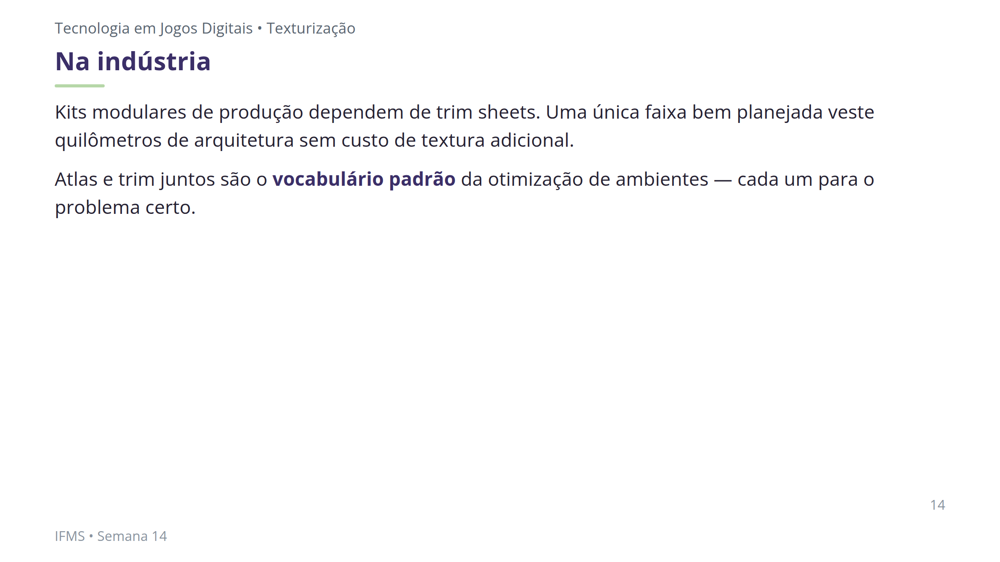 Tecnologia em Jogos Digitais • Texturização
Na indústria
Kits modulares de produção dependem de trim sheets. Uma única faixa bem planejada veste
quilômetros de arquitetura sem custo de textura adicional.
Atlas e trim juntos são o vocabulário padrão da otimização de ambientes — cada um para o
problema certo.
14
IFMS • Semana 14